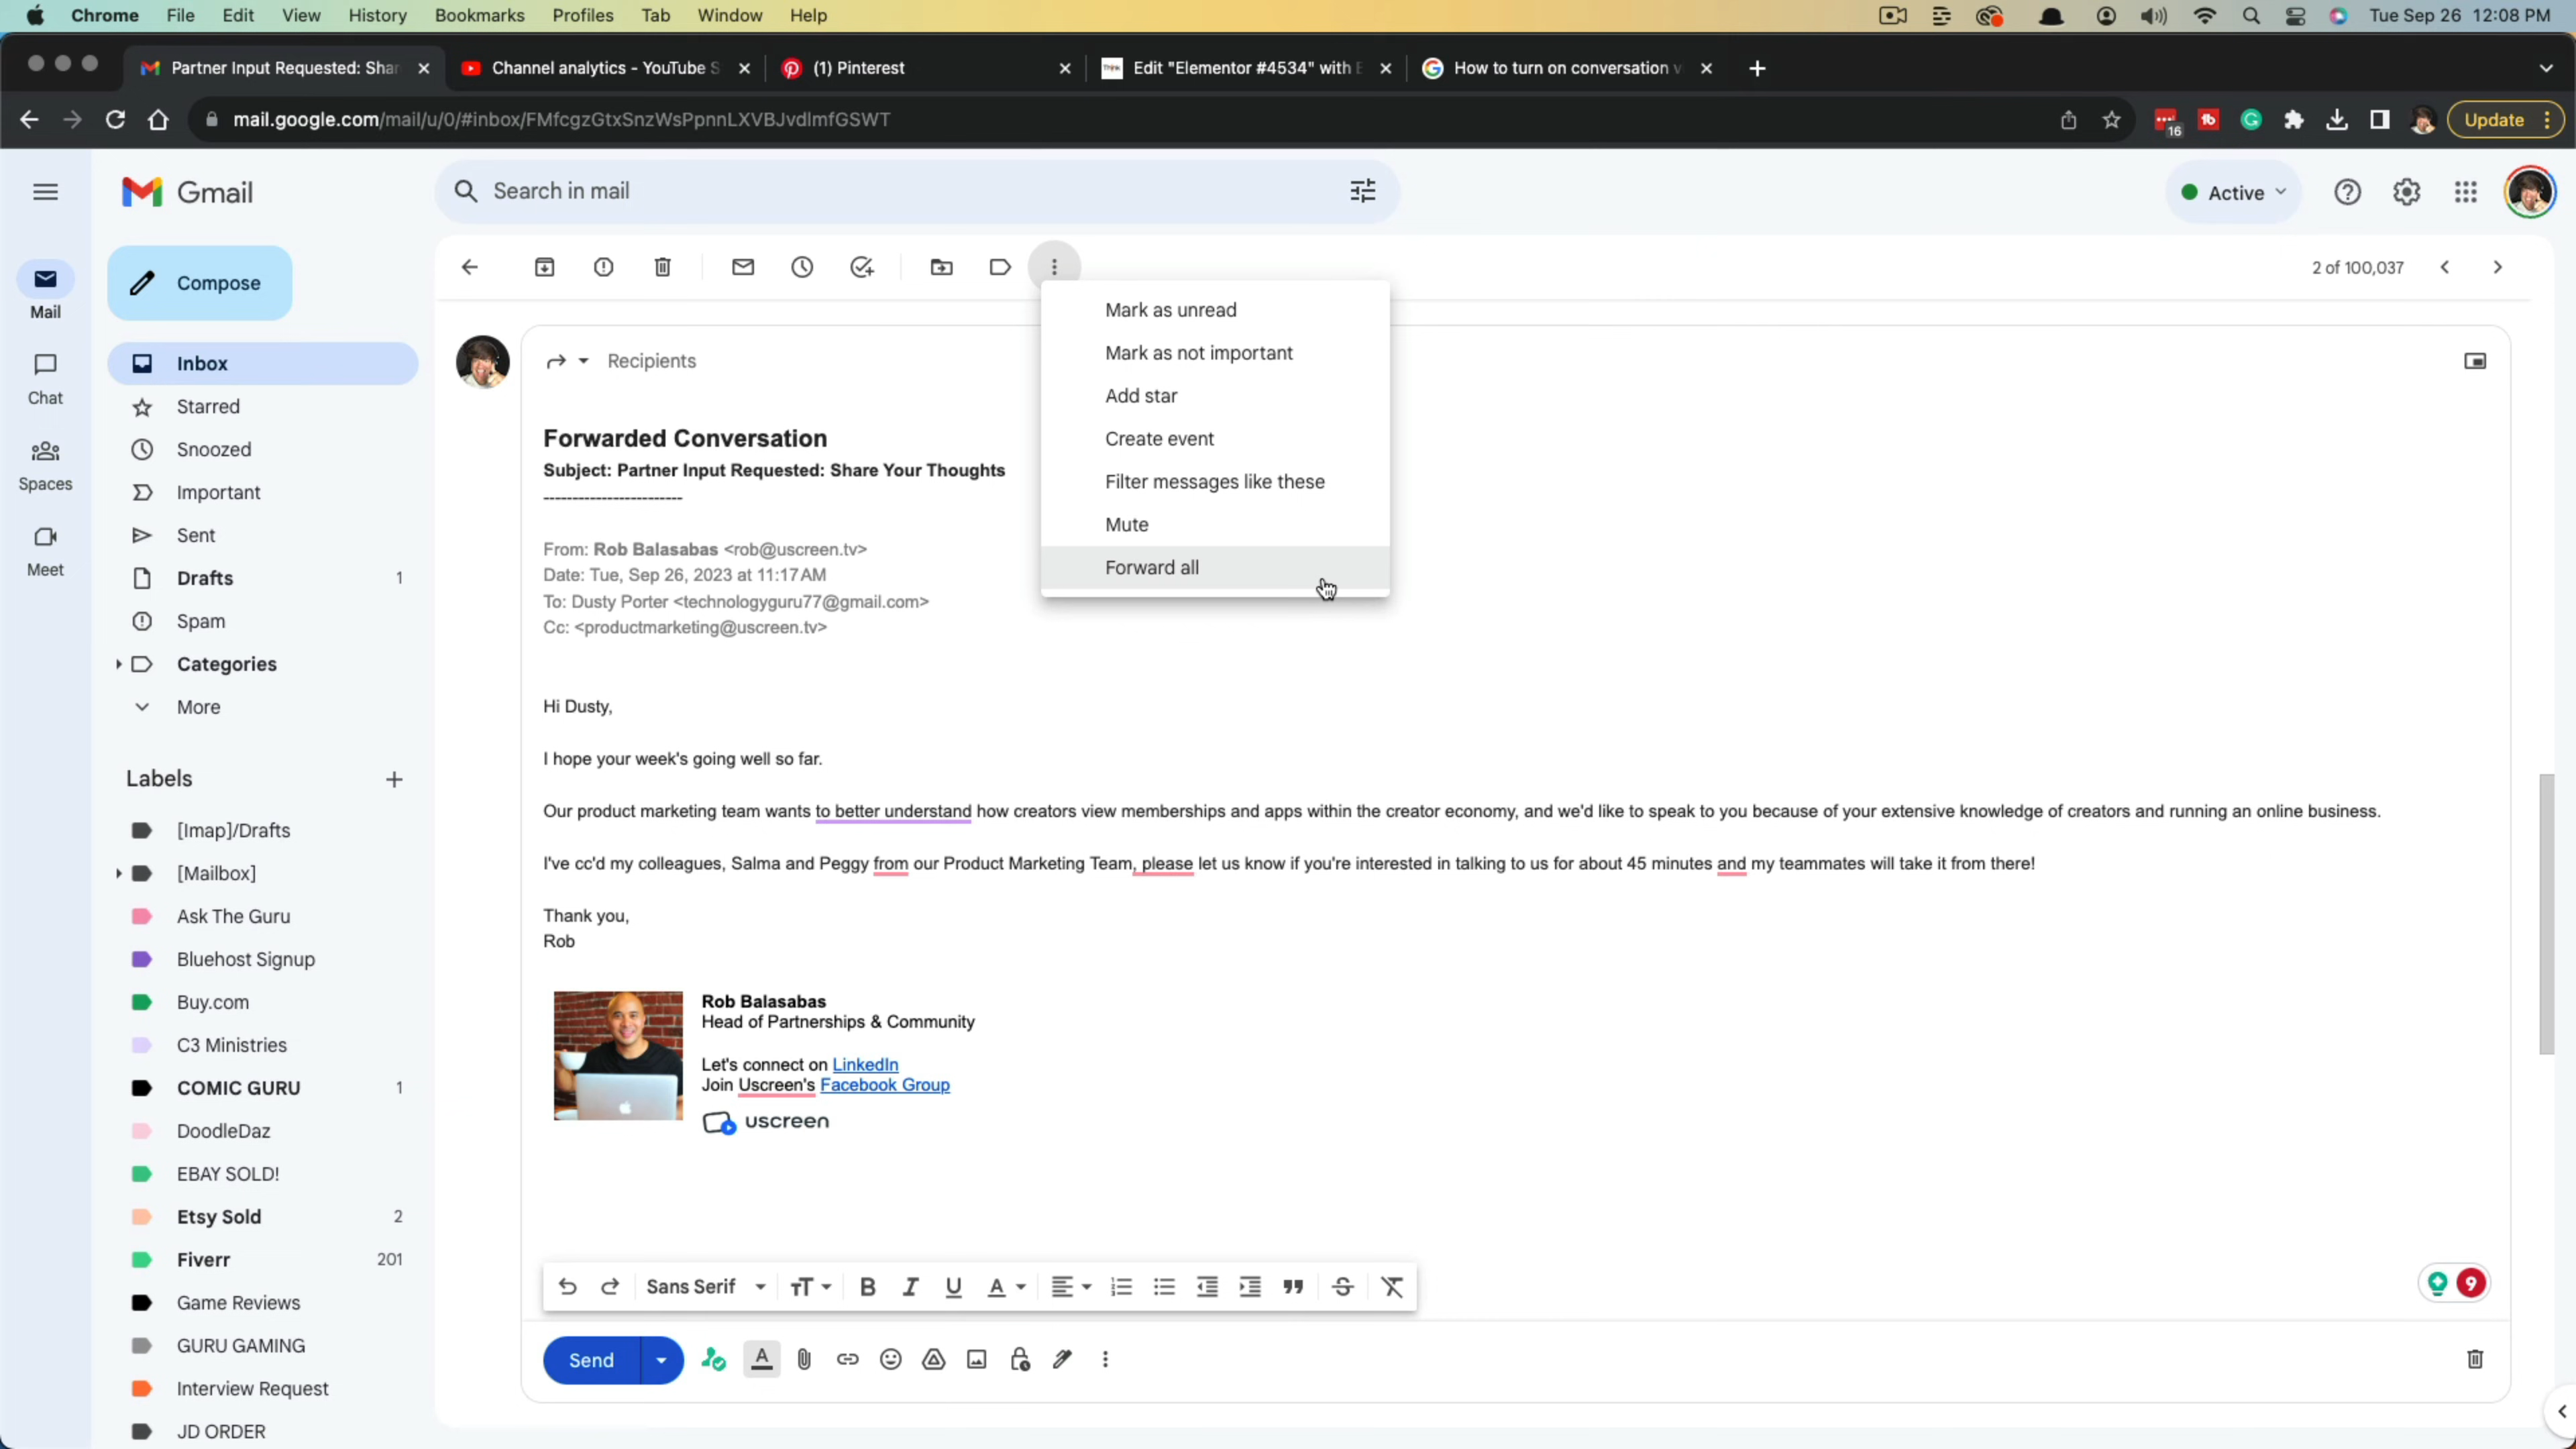 Chrome File Edit View History Bookmarks Profiles Tab Window Help Tue Sep 26 12:08 PM
Partner Input Requested: Shar Channel analytics - YouTube S (1) Pinterest Edit "Elementor #4534" with E How to turn on conversation v
mail.google.com/mail/u/0/#inbox/FMfcgzGtxSnzWsPpnnLXVBJvdlmfGSWT 16 Update
Gmail Search in mail Active
Compose
2 of 100,037
Mail
Chat
Spaces
Meet
Inbox
Starred
Snoozed
Important
Sent
Drafts 1
Spam
Categories
More
Labels
[Imap]/Drafts
[Mailbox]
Ask The Guru
Bluehost Signup
Buy.com
C3 Ministries
COMIC GURU 1
DoodleDaz
EBAY SOLD!
Etsy Sold 2
Fiverr 201
Game Reviews
GURU GAMING
Interview Request
JD ORDER
Mark as unread
Mark as not important
Add star
Create event
Filter messages like these
Mute
Forward all
Recipients
Forwarded Conversation
Subject: Partner Input Requested: Share Your Thoughts
------------------------
From: Rob Balasabas <rob@uscreen.tv>
Date: Tue, Sep 26, 2023 at 11:17 AM
To: Dusty Porter <technologyguru77@gmail.com>
Cc: <productmarketing@uscreen.tv>
Hi Dusty,
I hope your week's going well so far.
Our product marketing team wants to better understand how creators view memberships and apps within the creator economy, and we'd like to speak to you because of your extensive knowledge of creators and running an online business.
I've cc'd my colleagues, Salma and Peggy from our Product Marketing Team, please let us know if you're interested in talking to us for about 45 minutes and my teammates will take it from there!
Thank you,
Rob
Rob Balasabas
Head of Partnerships & Community
Let's connect on LinkedIn
Join Uscreen's Facebook Group
uscreen
Sans Serif
9
Send